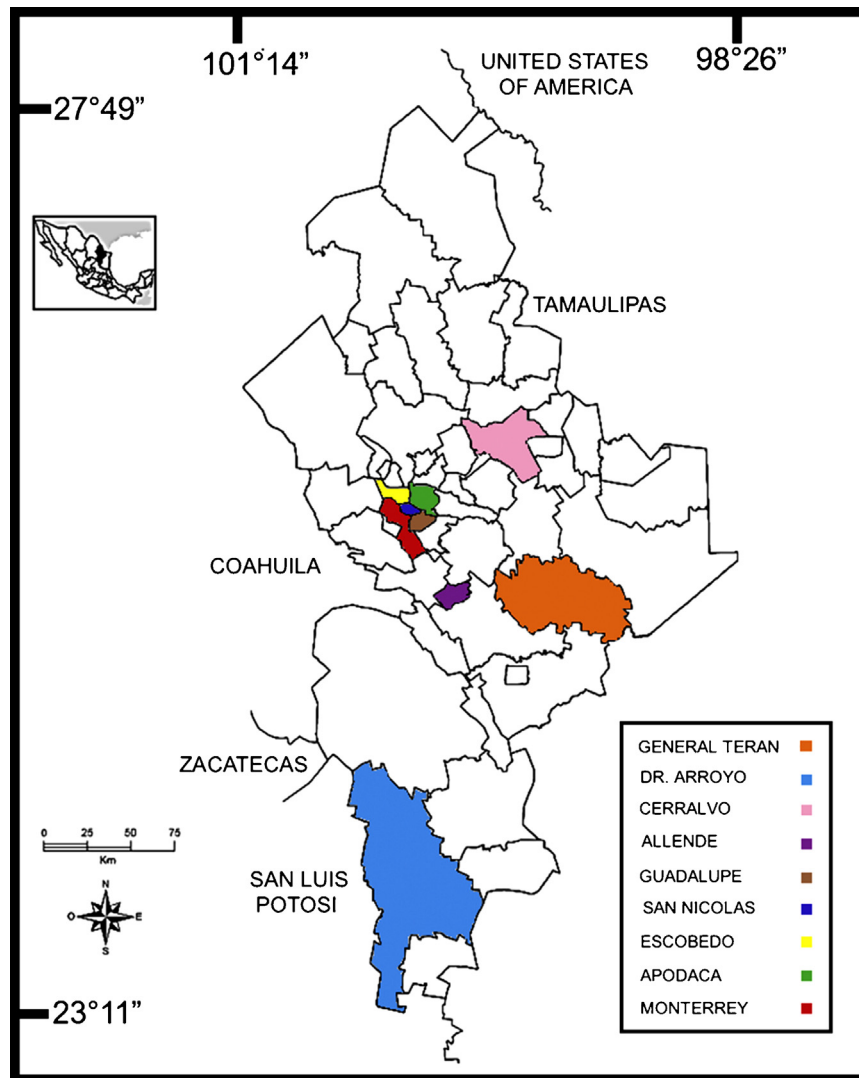 101°14” 98°26”
UNITED STATES
OF AMERICA
27°49”
TAMAULIPAS
COAHUILA
ZACATECAS
SAN LUIS
POTOSI
0 25 50 75
Km
N
O E
S
23°11”
GENERAL TERAN
DR. ARROYO
CERRALVO
ALLENDE
GUADALUPE
SAN NICOLAS
ESCOBEDO
APODACA
MONTERREY